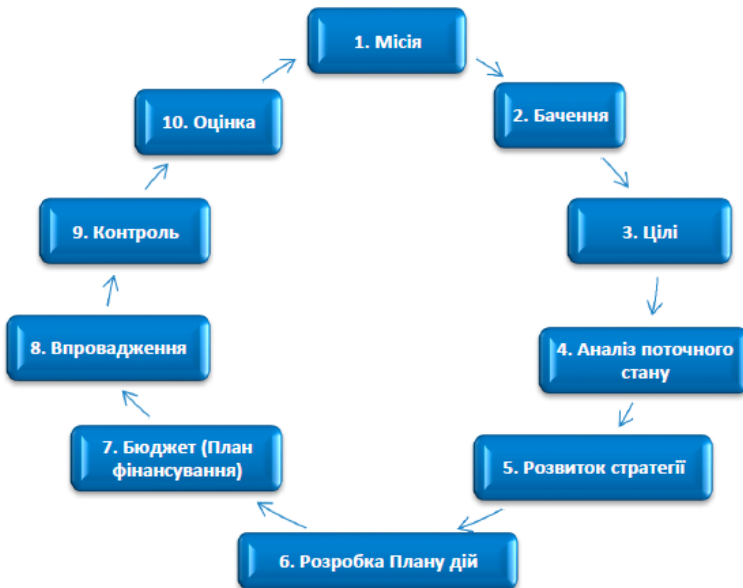 1. Місія
2. Бачення
3. Цілі
4. Аналіз поточного
стану
5. Розвиток стратегії
6. Розробка Плану дій
7. Бюджет (План
фінансування)
8. Впровадження
9. Контроль
10. Оцінка